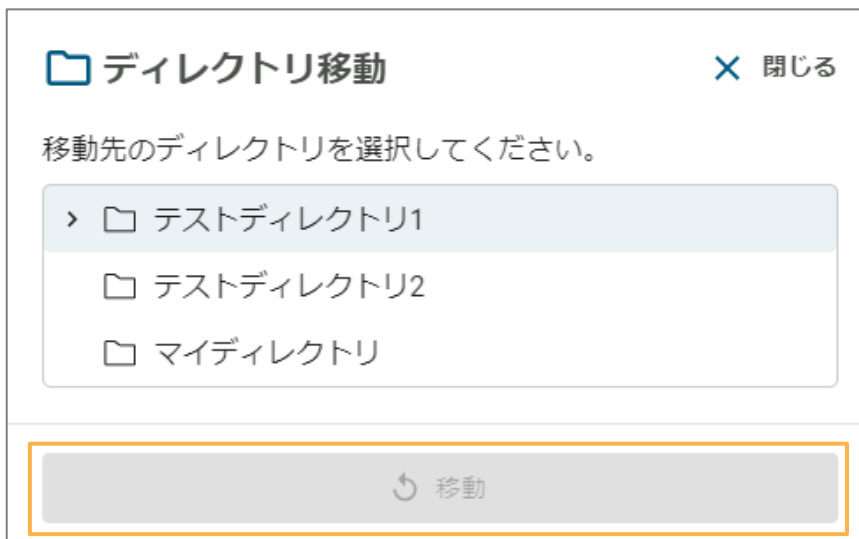 ディレクトリ移動
閉じる
移動先のディレクトリを選択してください。
テストディレクトリ1
テストディレクトリ2
マイディレクトリ
移動